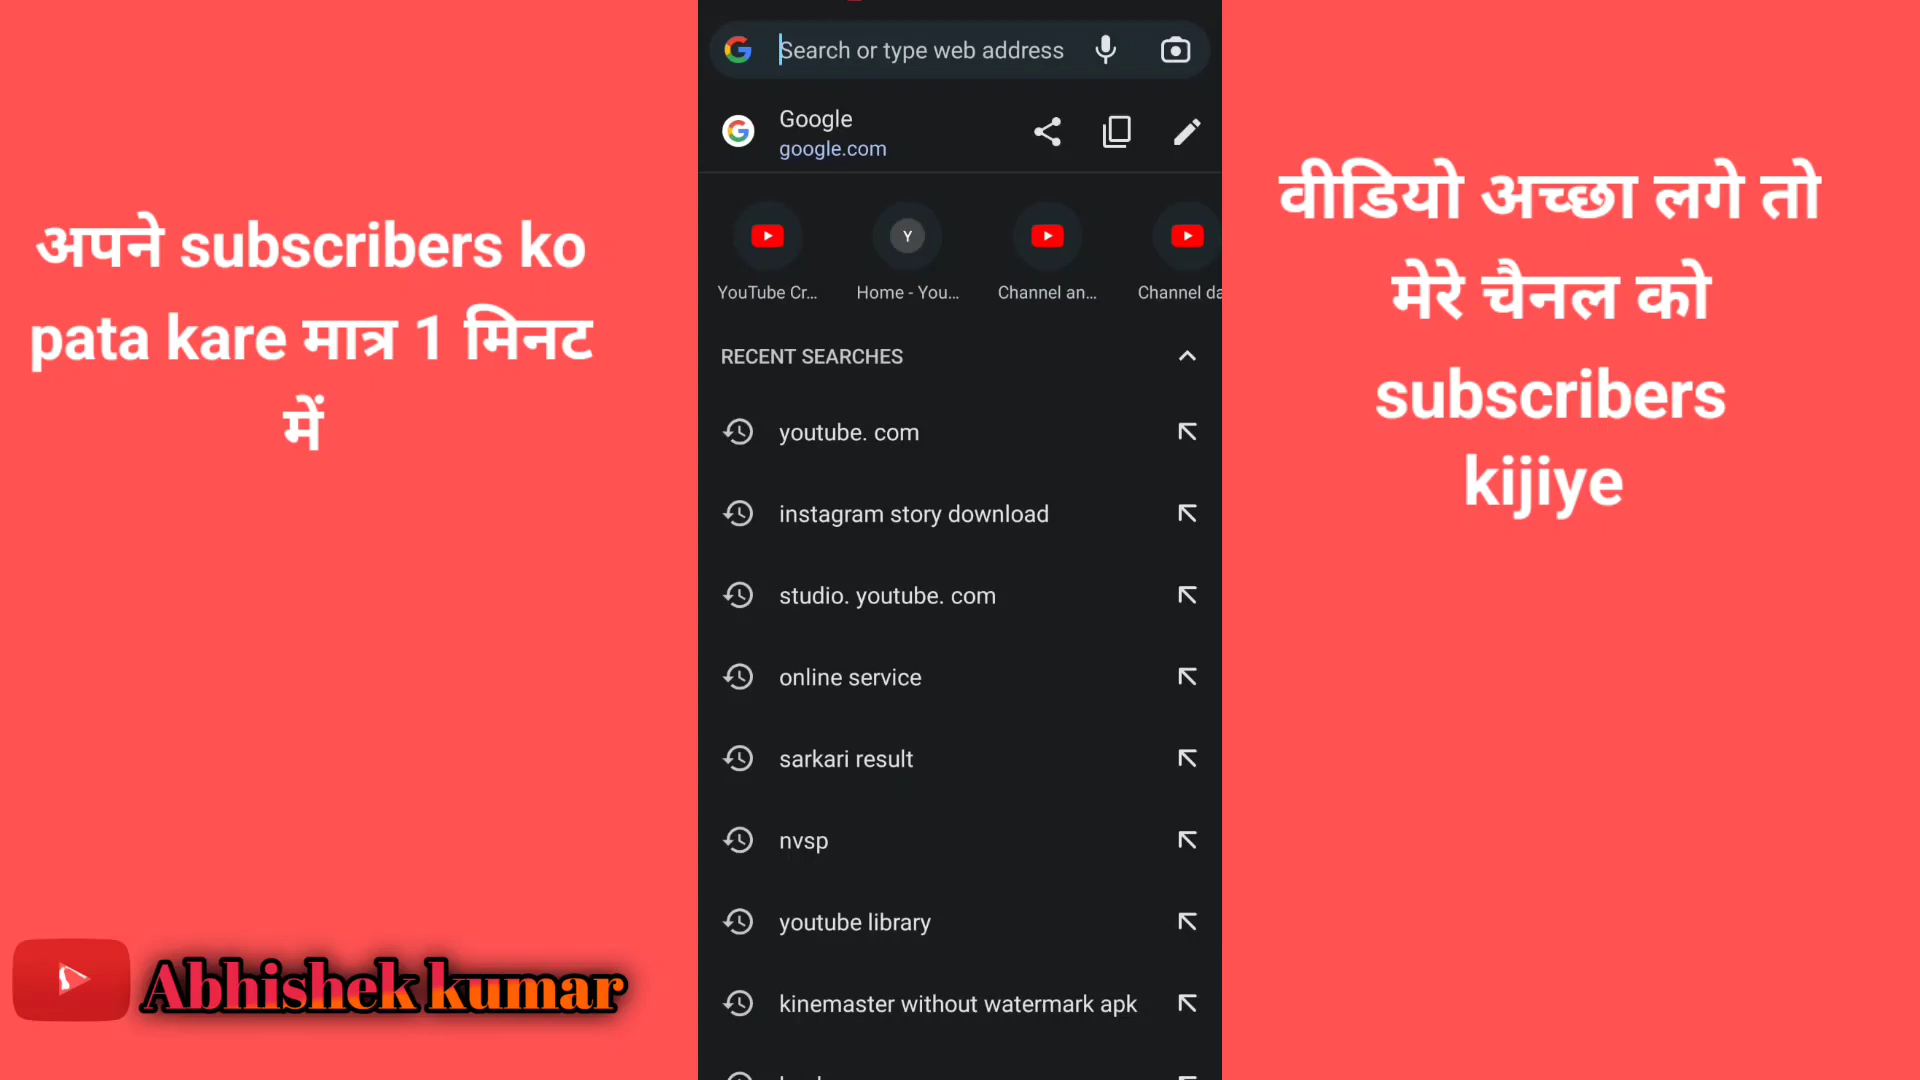 अपने subscribers ko
pata kare मात्र 1 मिनट
में
Search or type web address
Google
google.com
YouTube Cr...
Y
Home - You...
Channel an...
Channel da
RECENT SEARCHES
youtube. com
instagram story download
studio. youtube. com
online service
sarkari result
nvsp
youtube library
kinemaster without watermark apk
वीडियो अच्छा लगे तो
मेरे चैनल को
subscribers
kijiye
Abhishek kumar